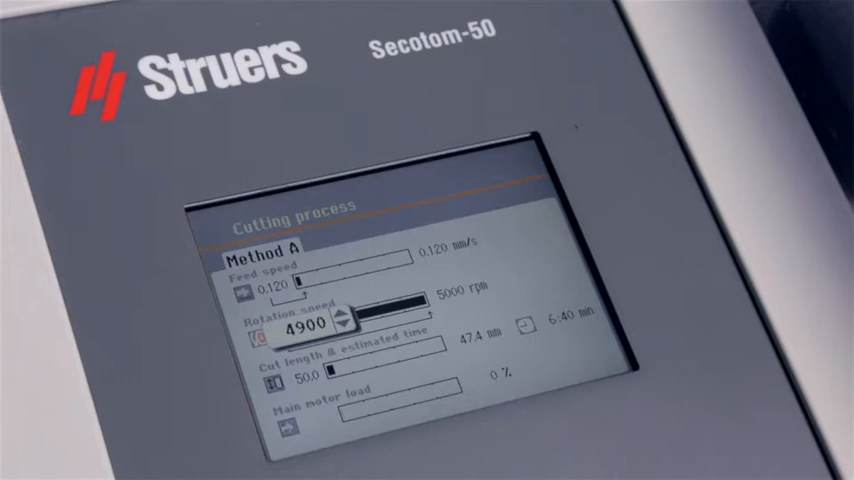 Struers
Secotom-50
Cutting process
Method A
Feed speed
0.120 0.120 mm/s
Rotation speed
4900 5000 rpm
Cut length & estimated time
50.0 47.4 mm 6:40 min
Main motor load
0 %